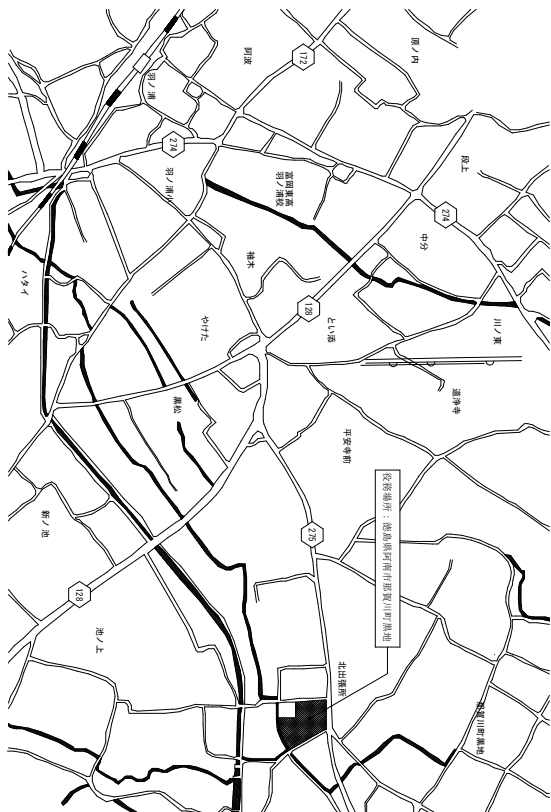 原ノ内
阿波
172
羽ノ浦
274
羽ノ浦小
富岡東高
羽ノ浦校
段上
274
中分
袖木
ハタイ
128
とい添
川ノ東
やけた
道浄寺
黒松
平安寺前
新ノ池
役務場所：徳島県阿南市那賀川町黒地
275
128
池ノ上
北出張所
那賀川町黒地